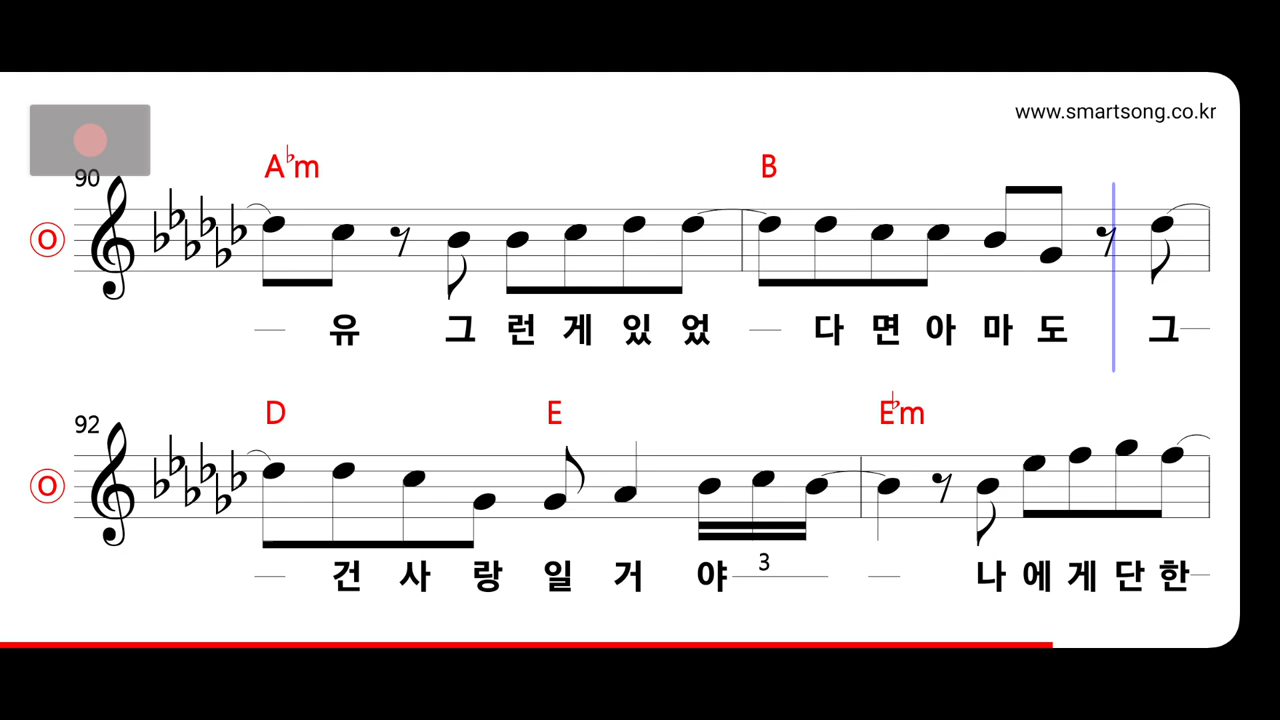 www.smartsong.co.kr
A♭m B
90
O
유 그 런 게 있 었 다 면 아 마 도 그
D E E♭m
92
O
3
건 사 랑 일 거 야 나 에 게 단 한